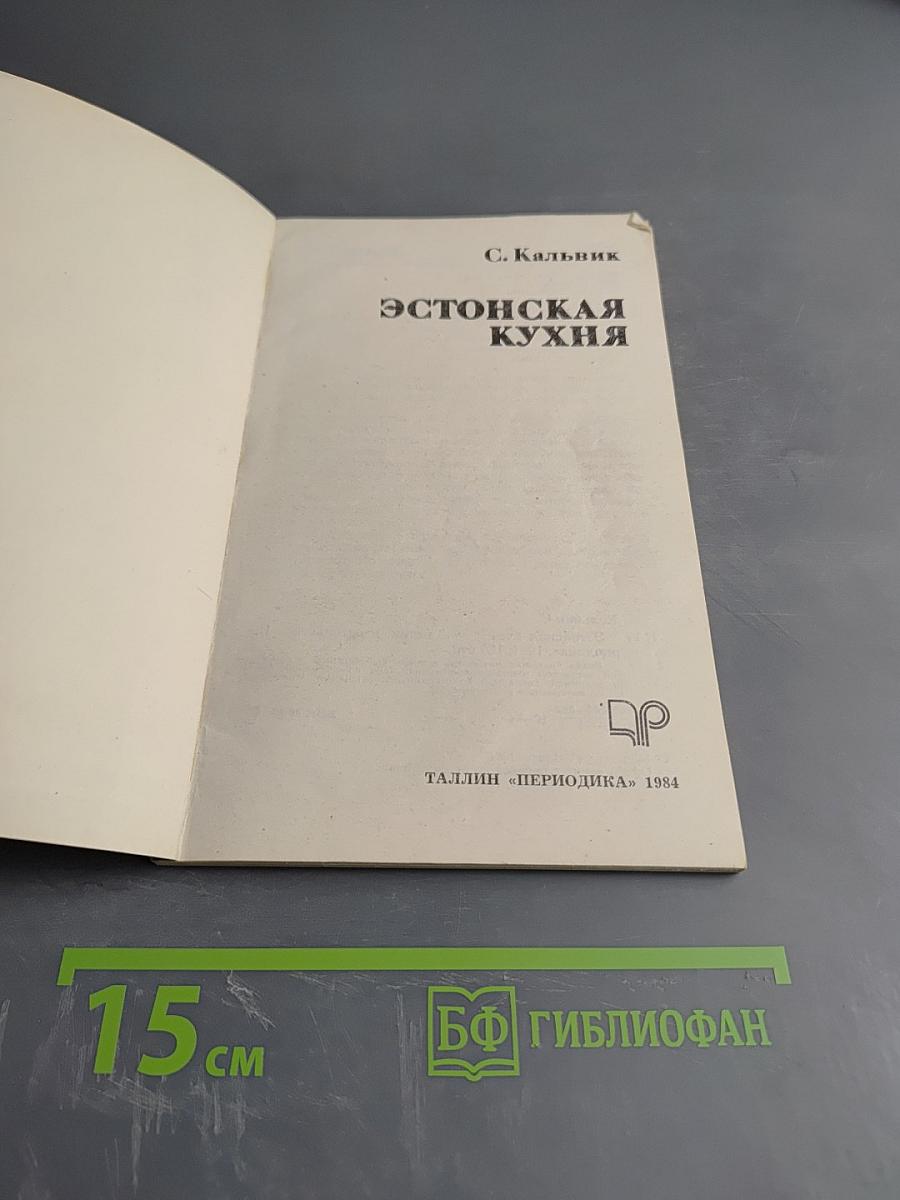 С. Кальвик
ЭСТОНСКАЯ
КУХНЯ
ТАЛЛИН «ПЕРИОДИКА» 1984
15 см
БФ ГИБЛИОФАН